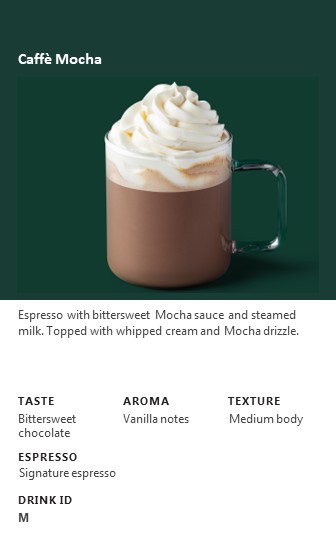 Caffè Mocha
Espresso with bittersweet Mocha sauce and steamed
milk. Topped with whipped cream and Mocha drizzle.
TASTE AROMA TEXTURE
Bittersweet Vanilla notes Medium body
chocolate
ESPRESSO
Signature espresso
DRINK ID
M